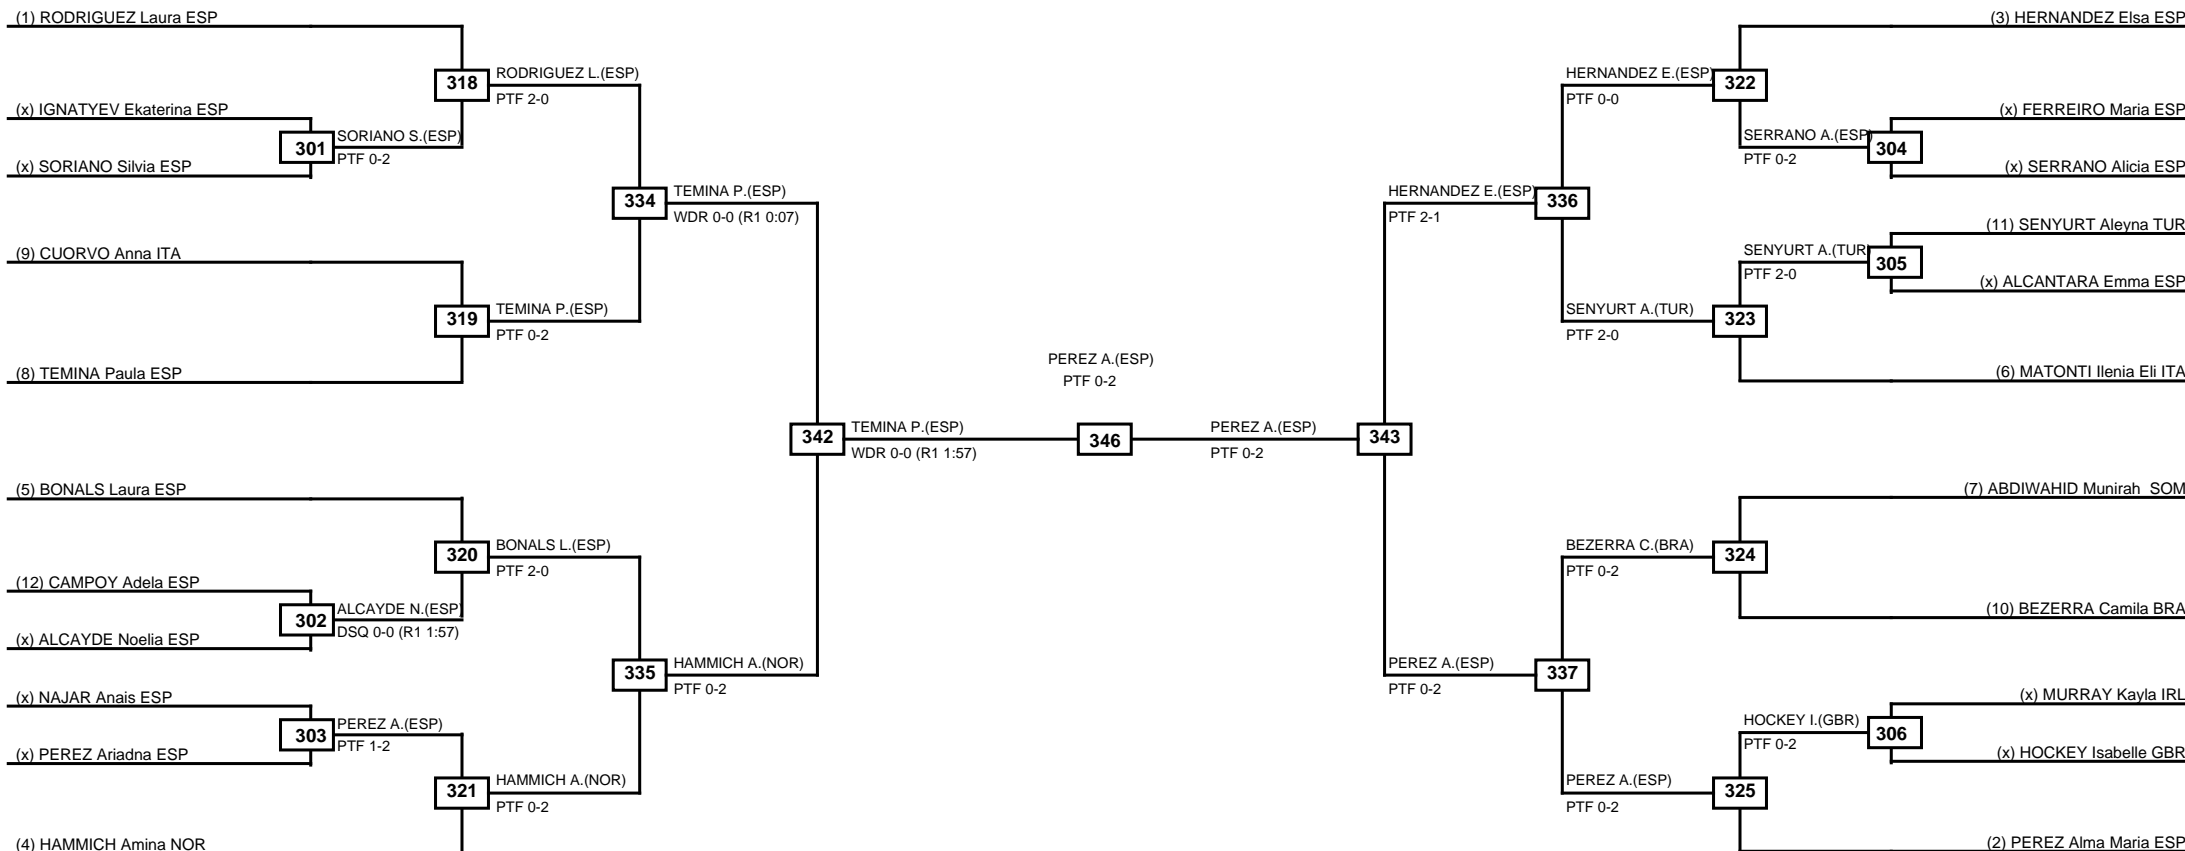 (1) RODRIGUEZ Laura ESP
(3) HERNANDEZ Elsa ESP
318
RODRIGUEZ L.(ESP)
PTF 2-0
HERNANDEZ E.(ESP)
PTF 0-0
322
(x) IGNATYEV Ekaterina ESP
(x) FERREIRO Maria ESP
301
SORIANO S.(ESP)
PTF 0-2
SERRANO A.(ESP)
PTF 0-2
304
(x) SORIANO Silvia ESP
(x) SERRANO Alicia ESP
334
TEMINA P.(ESP)
WDR 0-0 (R1 0:07)
HERNANDEZ E.(ESP)
PTF 2-1
336
(11) SENYURT Aleyna TUR
(9) CUORVO Anna ITA
SENYURT A.(TUR)
PTF 2-0
305
(x) ALCANTARA Emma ESP
319
TEMINA P.(ESP)
PTF 0-2
SENYURT A.(TUR)
PTF 2-0
323
PEREZ A.(ESP)
PTF 0-2
(8) TEMINA Paula ESP
(6) MATONTI Ilenia Eli ITA
342
TEMINA P.(ESP)
WDR 0-0 (R1 1:57)
346
PEREZ A.(ESP)
PTF 0-2
343
(5) BONALS Laura ESP
(7) ABDIWAHID Munirah  SOM
320
BONALS L.(ESP)
PTF 2-0
BEZERRA C.(BRA)
PTF 0-2
324
(12) CAMPOY Adela ESP
(10) BEZERRA Camila BRA
302
ALCAYDE N.(ESP)
DSQ 0-0 (R1 1:57)
(x) ALCAYDE Noelia ESP
335
HAMMICH A.(NOR)
PTF 0-2
PEREZ A.(ESP)
PTF 0-2
337
(x) NAJAR Anais ESP
(x) MURRAY Kayla IRL
303
PEREZ A.(ESP)
PTF 1-2
HOCKEY I.(GBR)
PTF 0-2
306
(x) PEREZ Ariadna ESP
(x) HOCKEY Isabelle GBR
321
HAMMICH A.(NOR)
PTF 0-2
PEREZ A.(ESP)
PTF 0-2
325
(4) HAMMICH Amina NOR
(2) PEREZ Alma Maria ESP